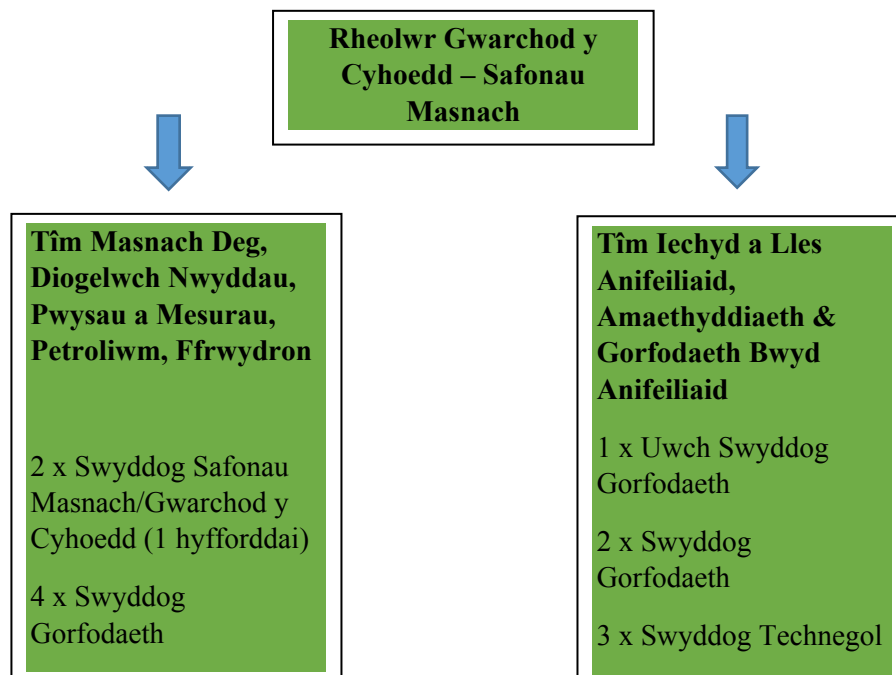 Rheolwr Gwarchod y
Cyhoedd – Safonau
Masnach
Tîm Masnach Deg,
Diogelwch Nwyddau,
Pwysau a Mesurau,
Petroliwm, Ffrwydron
2 x Swyddog Safonau
Masnach/Gwarchod y
Cyhoedd (1 hyfforddai)
4 x Swyddog
Gorfodaeth
Tîm Iechyd a Lles
Anifeiliaid,
Amaethyddiaeth &
Gorfodaeth Bwyd
Anifeiliaid
1 x Uwch Swyddog
Gorfodaeth
2 x Swyddog
Gorfodaeth
3 x Swyddog Technegol